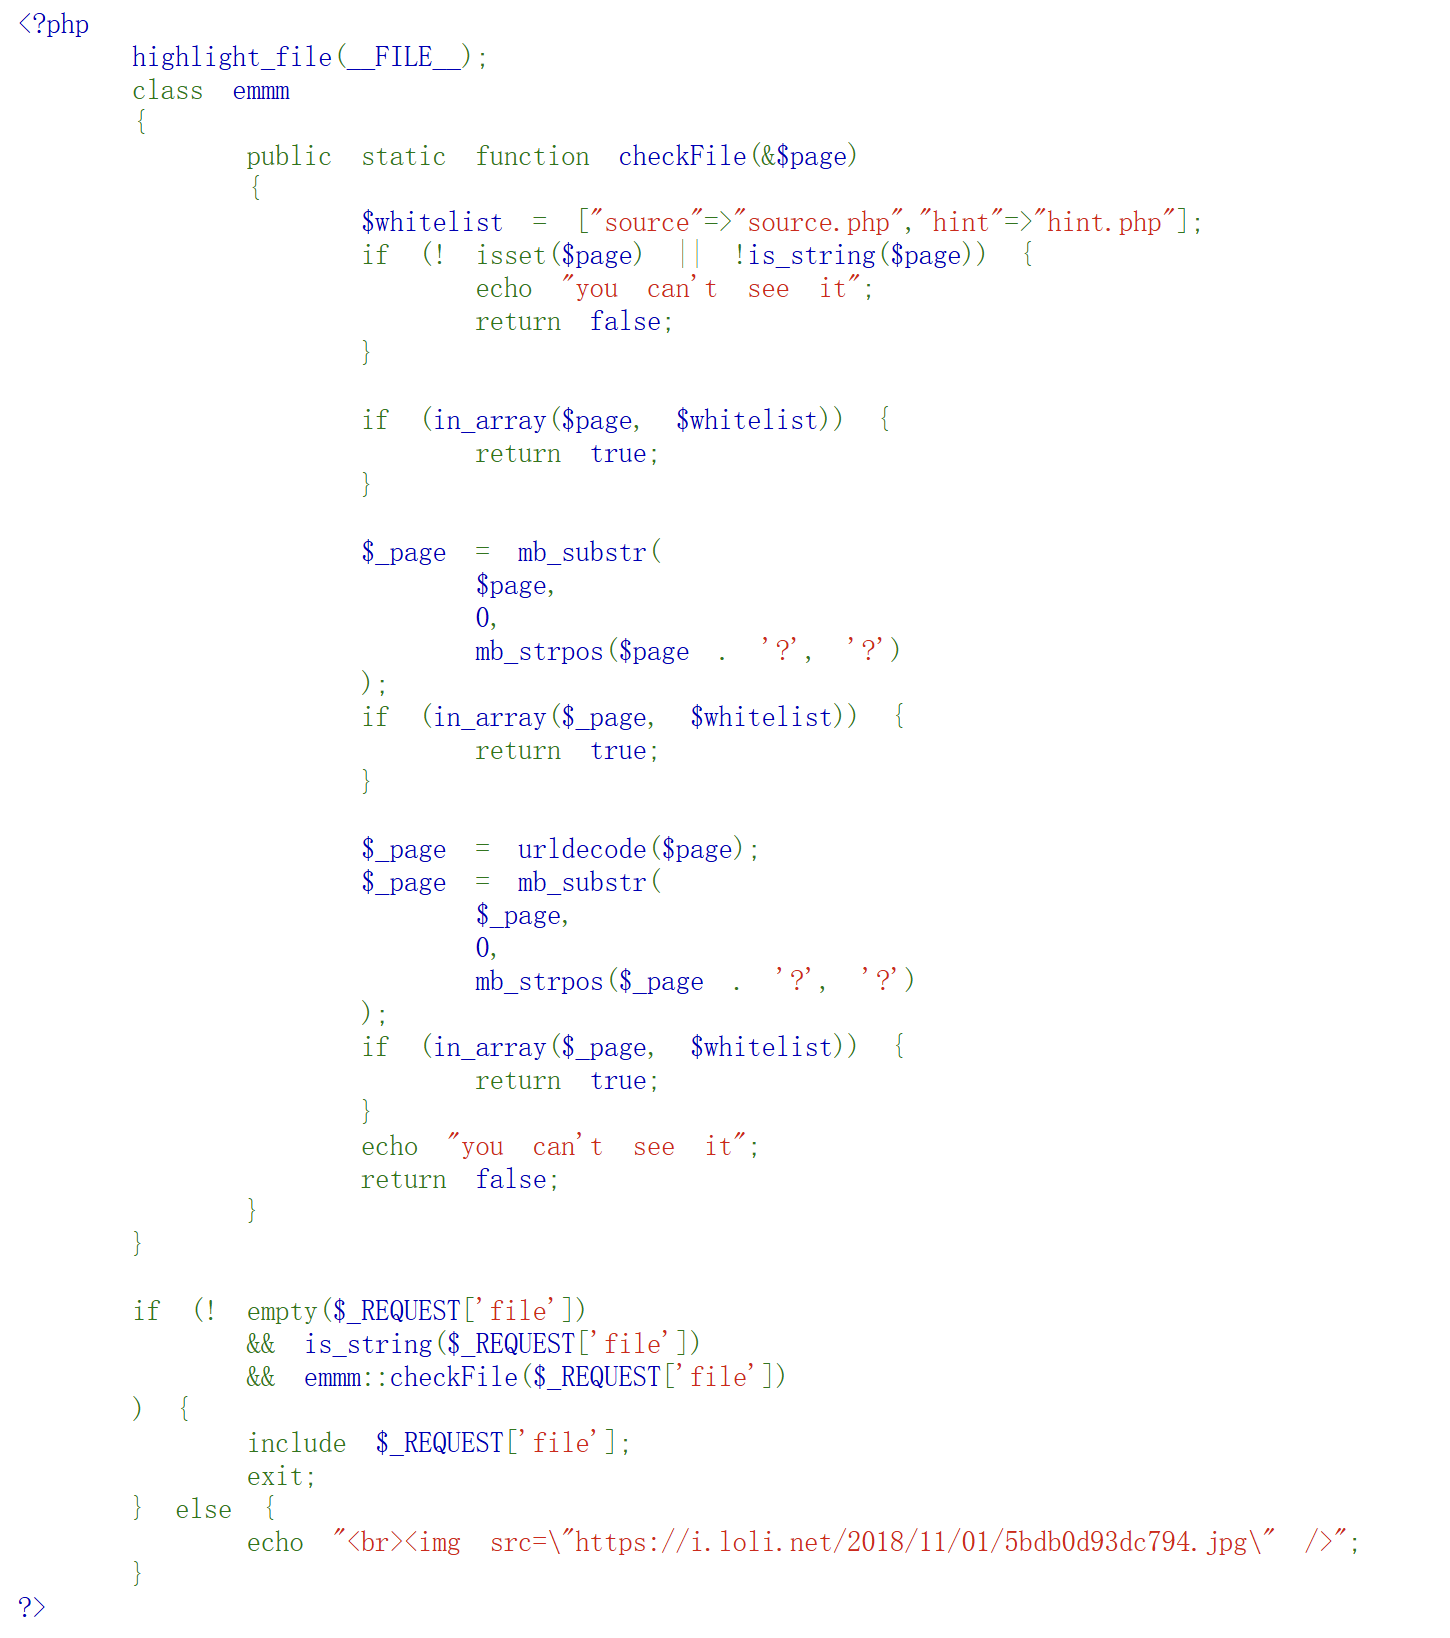 <?php
highlight_file(__FILE__);
class emmm
{
public static function checkFile(&$page)
{
$whitelist = ["source"=>"source.php","hint"=>"hint.php"];
if (! isset($page) || !is_string($page)) {
echo "you can't see it";
return false;
}
if (in_array($page, $whitelist)) {
return true;
}
$_page = mb_substr(
$page,
0,
mb_strpos($page . '?', '?')
);
if (in_array($_page, $whitelist)) {
return true;
}
$_page = urldecode($page);
$_page = mb_substr(
$_page,
0,
mb_strpos($_page . '?', '?')
);
if (in_array($_page, $whitelist)) {
return true;
}
echo "you can't see it";
return false;
}
}
if (! empty($_REQUEST['file'])
&& is_string($_REQUEST['file'])
&& emmm::checkFile($_REQUEST['file'])
) {
include $_REQUEST['file'];
exit;
} else {
echo "<br><img src=\"https://i.loli.net/2018/11/01/5bdb0d93dc794.jpg\" />";
}
?>